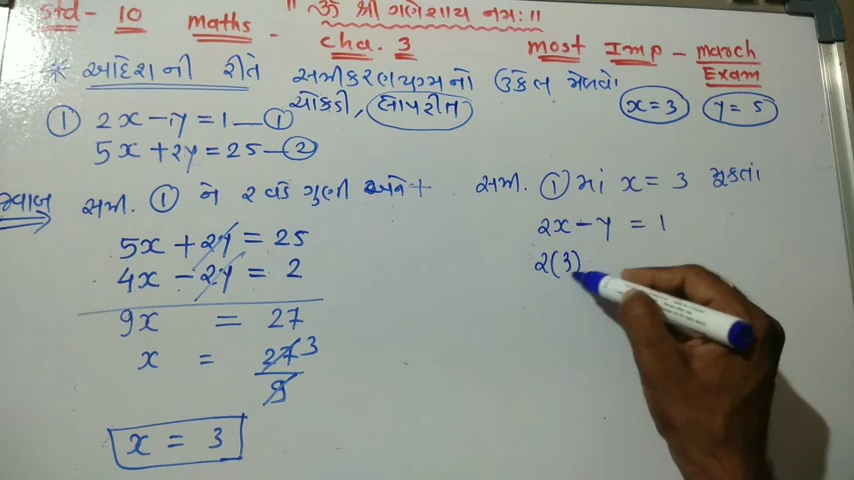 " ૐ શ્રી ગણેશાય નમઃ ॥
std - 10 maths -
cha. 3
most Imp - march Exam
* આદેશની રીતે સમીકરણયુગ્મનો ઉકેલ મેળવો
ચોકડી, લોપરીત x = 3 y = 5
① 2x - y = 1 — ①
5x + 2y = 25 - ②
જવાબ સમી. ① ને 2 વડે ગુણી +
5x + 2y = 25
4x - 2y = 2
9x = 27
x = 27 3
9
x = 3
સમી. ① માં x = 3 મૂકતાં
2x - y = 1
2(3)